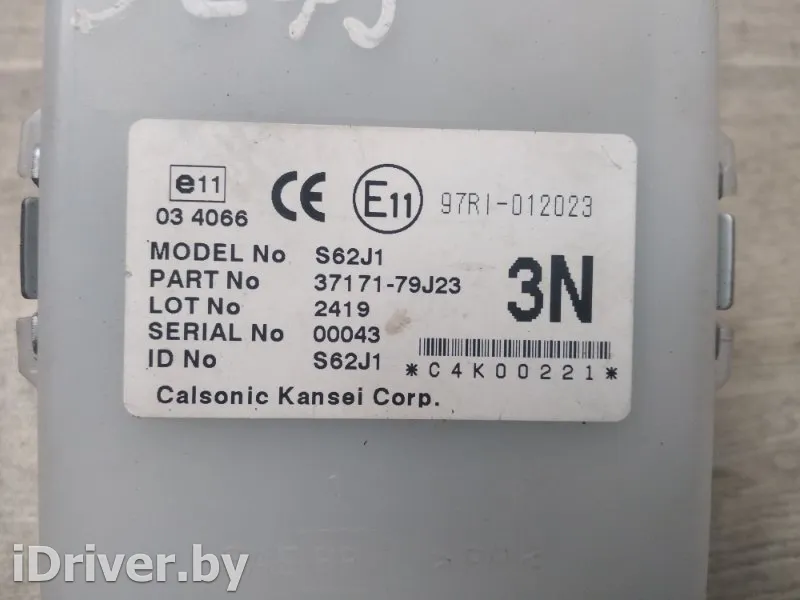 e11
03 4066
CE
E11
97RI-012023
MODEL No S62J1
PART No 37171-79J23
LOT No 2419
SERIAL No 00043
ID No S62J1
3N
*C4K00221*
Calsonic Kansei Corp.
iDriver.by